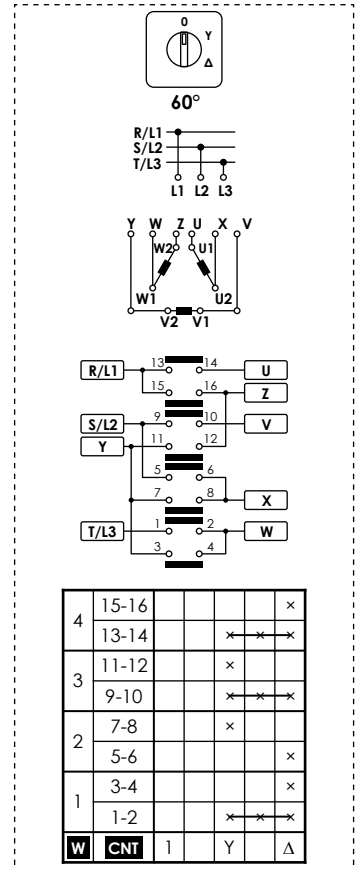 0
Y
Δ
60°
R/L1
S/L2
T/L3
L1 L2 L3
Y W Z U X V
W2 U1
W1 U2
V2 V1
R/L1 13 14 U
15 16 Z
S/L2 9 10 V
Y 11 12
5 6
7 8 X
T/L3 1 2 W
3 4
4 15-16 ×
13-14 × × ×
3 11-12 ×
9-10 × × ×
2 7-8 ×
5-6 ×
1 3-4 ×
1-2 × × ×
W CNT 1 Y Δ